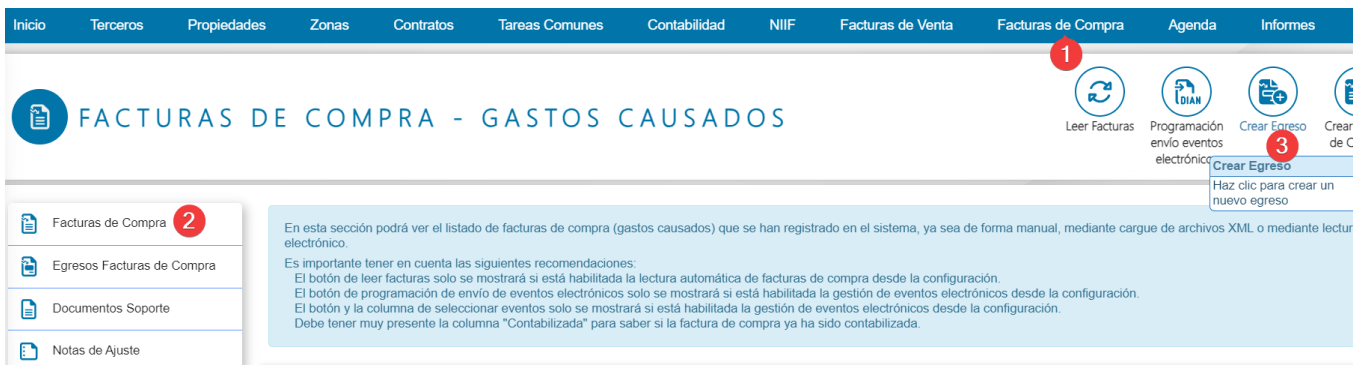 Inicio Terceros Propiedades Zonas Contratos Tareas Comunes Contabilidad NIIF Facturas de Venta Facturas de Compra Agenda Informes
1
FACTURAS DE COMPRA - GASTOS CAUSADOS
DIAN
Leer Facturas
Programación envío eventos
Crear Egreso
Crear
de C
3
Crear Egreso
Haz clic para crear un
nuevo egreso
Facturas de Compra 2
Egresos Facturas de Compra
Documentos Soporte
Notas de Ajuste
En esta sección podrá ver el listado de facturas de compra (gastos causados) que se han registrado en el sistema, ya sea de forma manual, mediante cargue de archivos XML o mediante lectur
electrónico.
Es importante tener en cuenta las siguientes recomendaciones:
El botón de leer facturas solo se mostrará si está habilitada la lectura automática de facturas de compra desde la configuración.
El botón de programación de envío de eventos electrónicos solo se mostrará si está habilitada la gestión de eventos electrónicos desde la configuración.
El botón y la columna de seleccionar eventos solo se mostrará si está habilitada la gestión de eventos electrónicos desde la configuración.
Debe tener muy presente la columna "Contabilizada" para saber si la factura de compra ya ha sido contabilizada.